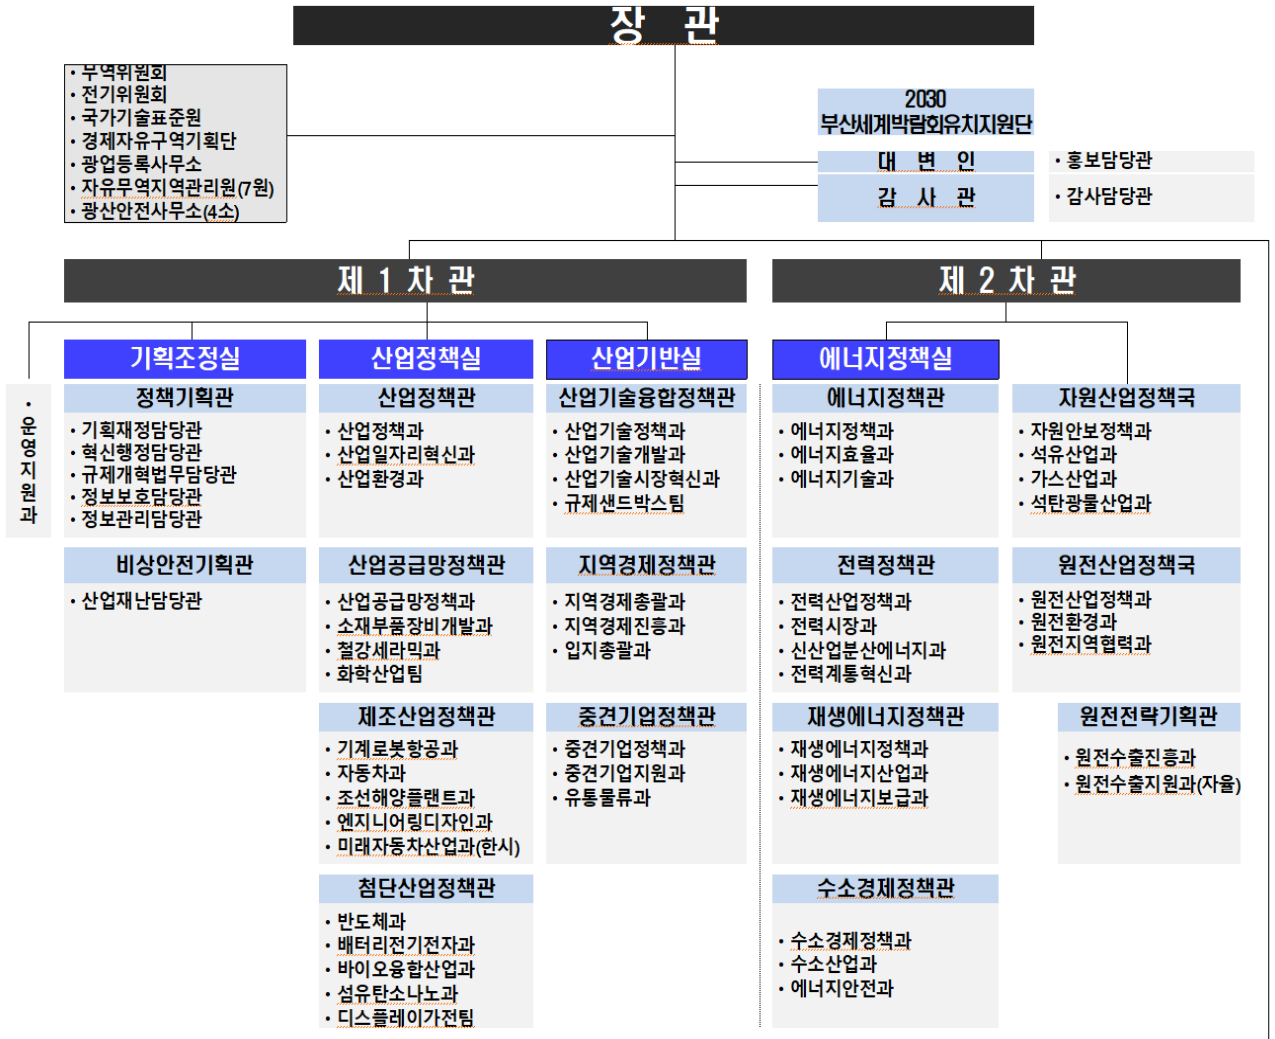 장 관
• 무역위원회
• 전기위원회
• 국가기술표준원
• 경제자유구역기획단
• 광업등록사무소
• 자유무역지역관리원(7원)
• 광산안전사무소(4소)
2030
부산세계박람회유치지원단
대 변 인
• 홍보담당관
감 사 관
• 감사담당관
제 1 차 관
제 2 차 관
• 운영지원과
기획조정실
정책기획관
• 기획재정담당관
• 혁신행정담당관
• 규제개혁법무담당관
• 정보보호담당관
• 정보관리담당관
비상안전기획관
• 산업재난담당관
산업정책실
산업정책관
• 산업정책과
• 산업일자리혁신과
• 산업환경과
산업공급망정책관
• 산업공급망정책과
• 소재부품장비개발과
• 철강세라믹과
• 화학산업팀
제조산업정책관
• 기계로봇항공과
• 자동차과
• 조선해양플랜트과
• 엔지니어링디자인과
• 미래자동차산업과(한시)
첨단산업정책관
• 반도체과
• 배터리전기전자과
• 바이오융합산업과
• 섬유탄소나노과
• 디스플레이가전팀
산업기반실
산업기술융합정책관
• 산업기술정책과
• 산업기술개발과
• 산업기술시장혁신과
• 규제샌드박스팀
지역경제정책관
• 지역경제총괄과
• 지역경제진흥과
• 입지총괄과
중견기업정책관
• 중견기업정책과
• 중견기업지원과
• 유통물류과
에너지정책실
에너지정책관
• 에너지정책과
• 에너지효율과
• 에너지기술과
전력정책관
• 전력산업정책과
• 전력시장과
• 신산업분산에너지과
• 전력계통혁신과
재생에너지정책관
• 재생에너지정책과
• 재생에너지산업과
• 재생에너지보급과
수소경제정책관
• 수소경제정책과
• 수소산업과
• 에너지안전과
자원산업정책국
• 자원안보정책과
• 석유산업과
• 가스산업과
• 석탄광물산업과
원전산업정책국
• 원전산업정책과
• 원전환경과
• 원전지역협력과
원전전략기획관
• 원전수출진흥과
• 원전수출지원과(자율)